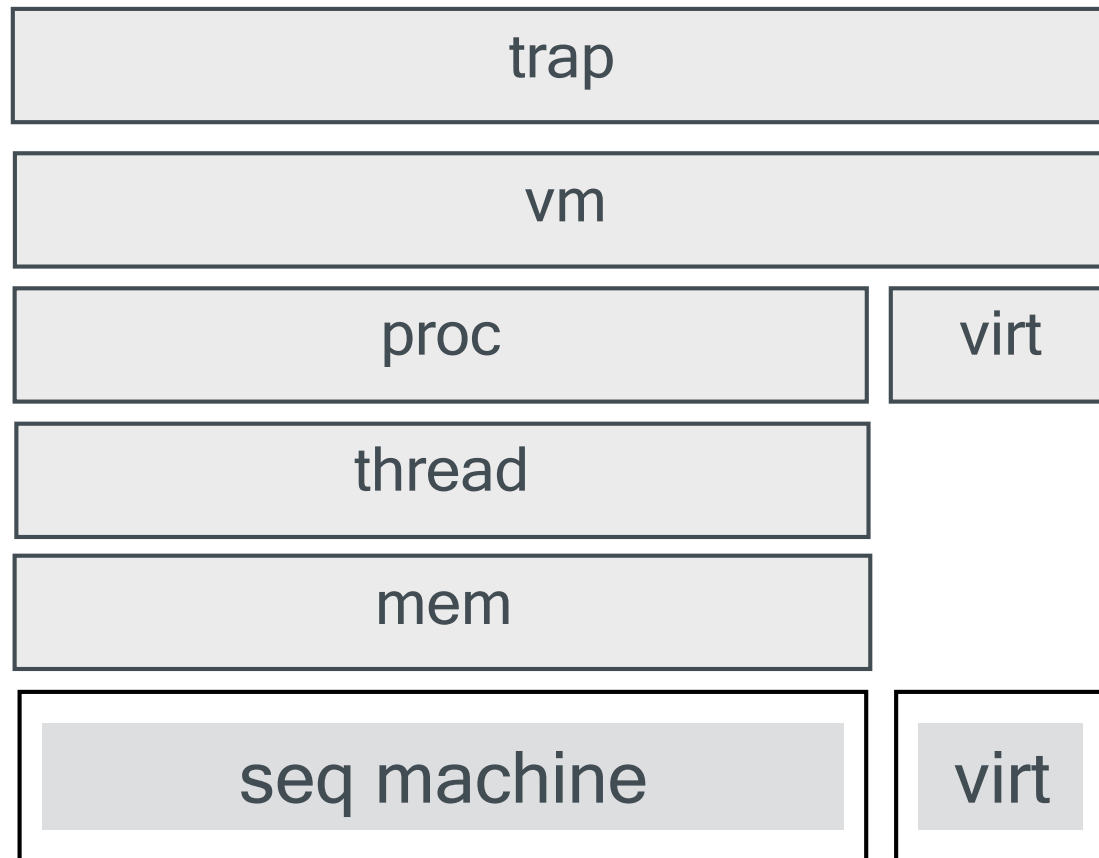 trap
vm
proc virt
thread
mem
seq machine virt